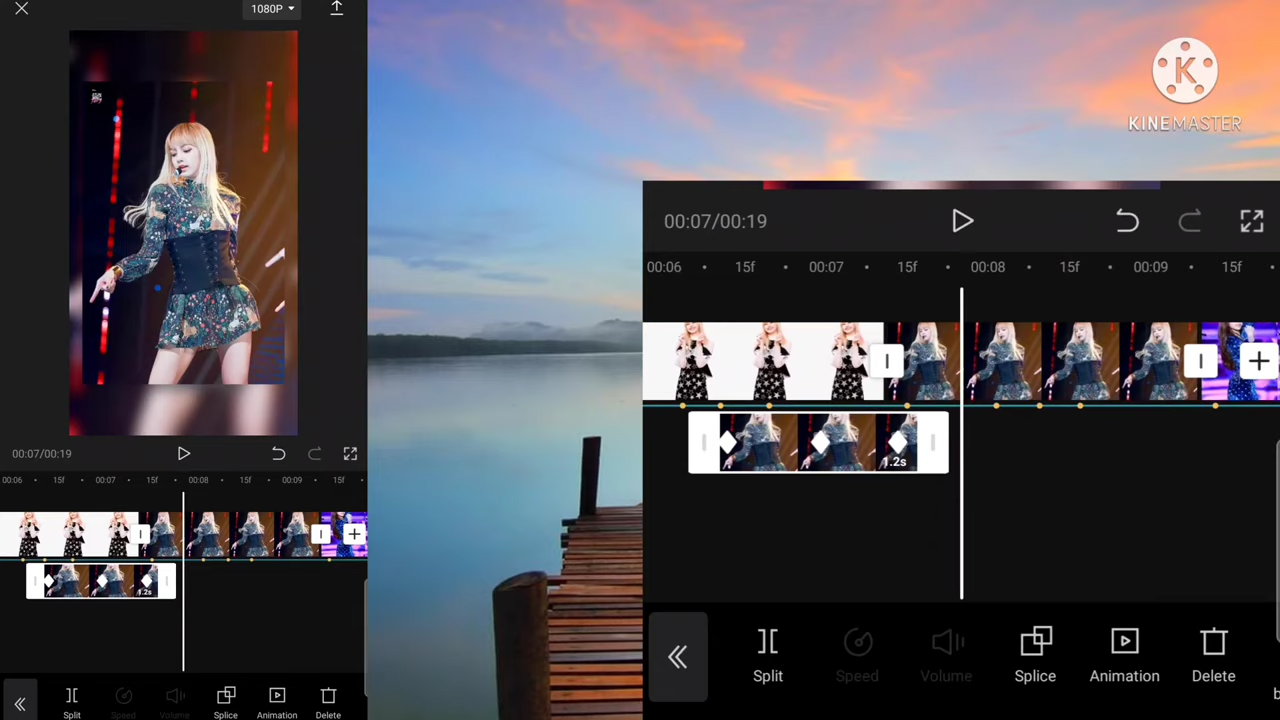 1080P
00:07/00:19
00:06 15f 00:07 15f 00:08 15f 00:09 15f
1.2s
Split Speed Volume Splice Animation Delete
K
KINEMASTER
00:07/00:19
00:06 15f 00:07 15f 00:08 15f 00:09 15f
1.2s
Split Speed Volume Splice Animation Delete
b